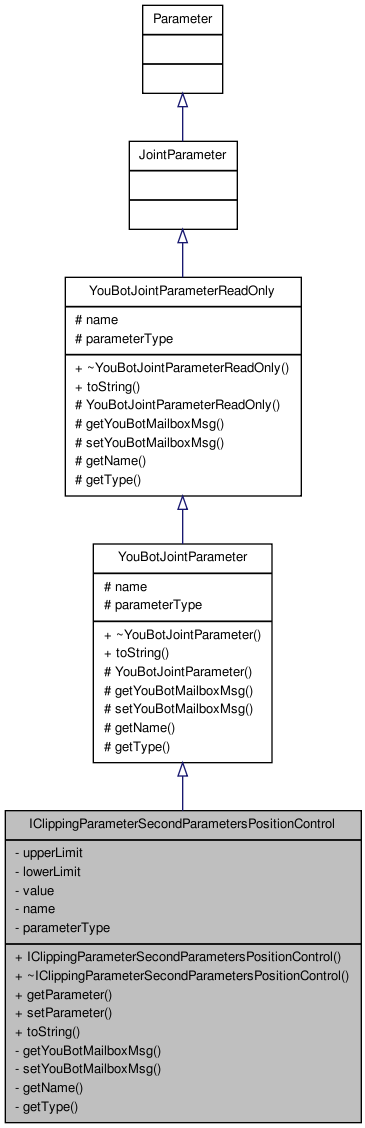 Parameter
JointParameter
YouBotJointParameterReadOnly
# name
# parameterType
+ ~YouBotJointParameterReadOnly()
+ toString()
# YouBotJointParameterReadOnly()
# getYouBotMailboxMsg()
# setYouBotMailboxMsg()
# getName()
# getType()
YouBotJointParameter
# name
# parameterType
+ ~YouBotJointParameter()
+ toString()
# YouBotJointParameter()
# getYouBotMailboxMsg()
# setYouBotMailboxMsg()
# getName()
# getType()
IClippingParameterSecondParametersPositionControl
- upperLimit
- lowerLimit
- value
- name
- parameterType
+ IClippingParameterSecondParametersPositionControl()
+ ~IClippingParameterSecondParametersPositionControl()
+ getParameter()
+ setParameter()
+ toString()
- getYouBotMailboxMsg()
- setYouBotMailboxMsg()
- getName()
- getType()